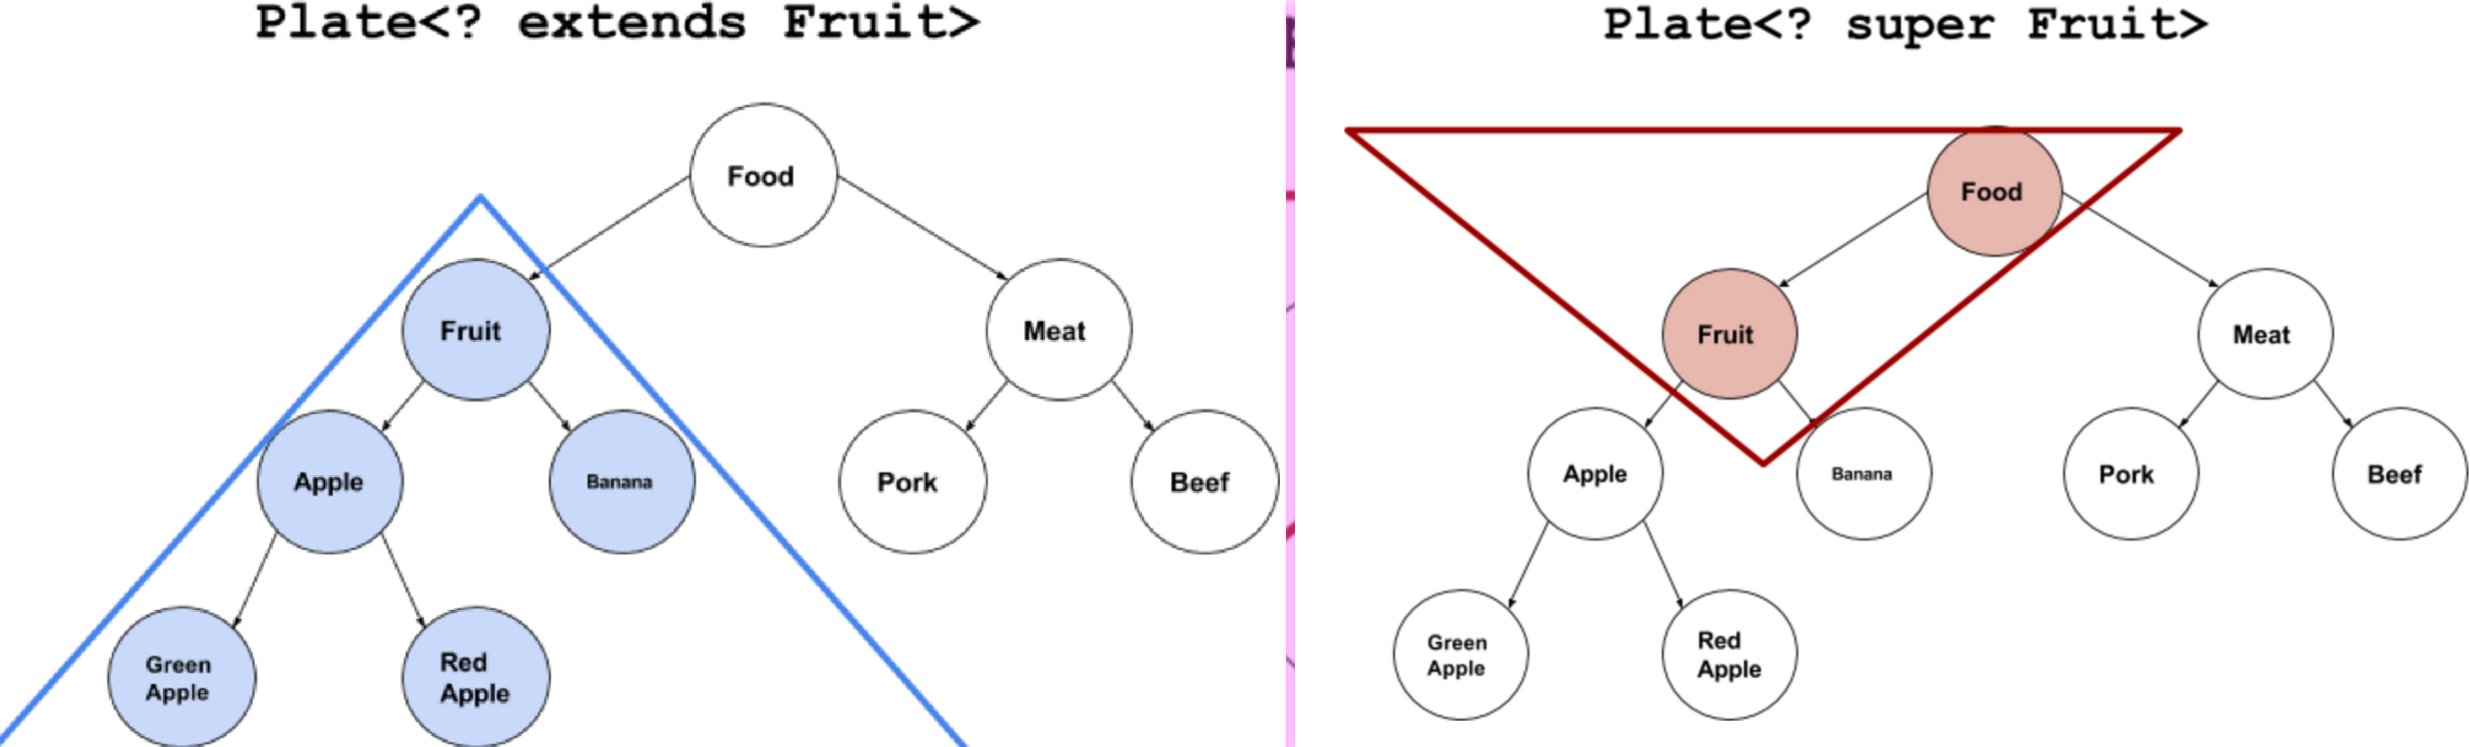 Plate<? extends Fruit>
Food
Fruit
Meat
Apple
Banana
Pork
Beef
Green
Apple
Red
Apple
Plate<? super Fruit>
Food
Fruit
Meat
Apple
Banana
Pork
Beef
Green
Apple
Red
Apple